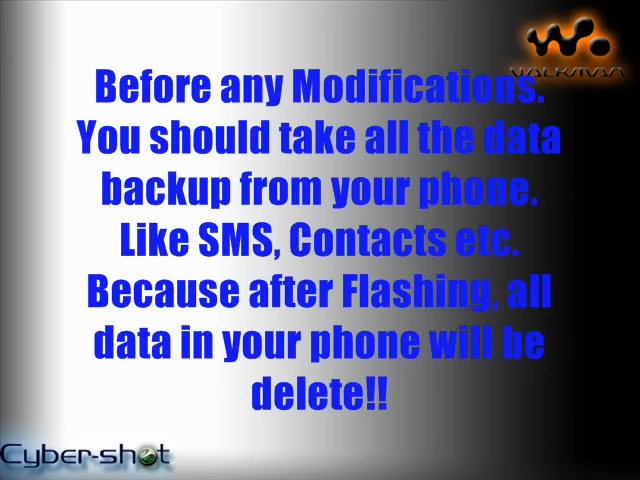 WALKMAN
Before any Modifications.
You should take all the data
backup from your phone.
Like SMS, Contacts etc.
Because after Flashing, all
data in your phone will be
delete!!
Cyber-shot